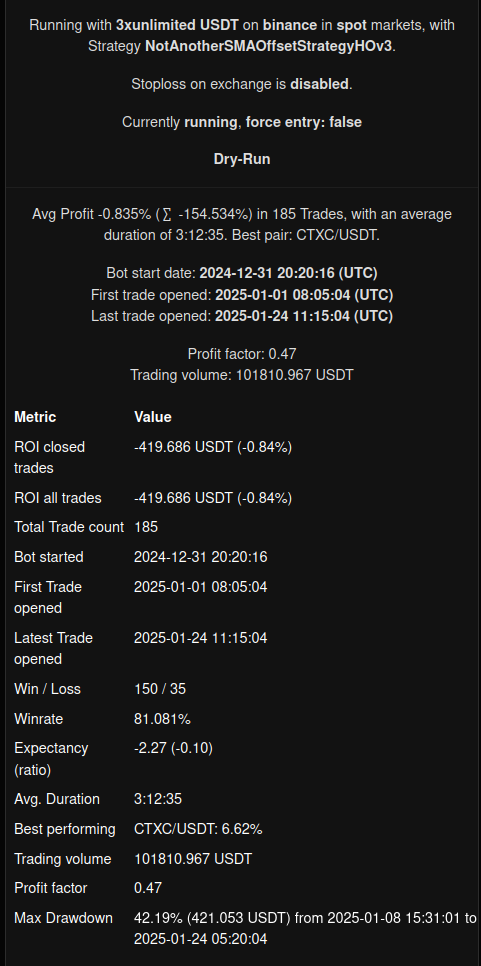 Running with 3xunlimited USDT on binance in spot markets, with
Strategy NotAnotherSMAOffsetStrategyHOv3.
Stoploss on exchange is disabled.
Currently running, force entry: false
Dry-Run
Avg Profit -0.835% (∑ -154.534%) in 185 Trades, with an average
duration of 3:12:35. Best pair: CTXC/USDT.
Bot start date: 2024-12-31 20:20:16 (UTC)
First trade opened: 2025-01-01 08:05:04 (UTC)
Last trade opened: 2025-01-24 11:15:04 (UTC)
Profit factor: 0.47
Trading volume: 101810.967 USDT
Metric Value
ROI closed -419.686 USDT (-0.84%)
trades
ROI all trades -419.686 USDT (-0.84%)
Total Trade count 185
Bot started 2024-12-31 20:20:16
First Trade 2025-01-01 08:05:04
opened
Latest Trade 2025-01-24 11:15:04
opened
Win / Loss 150 / 35
Winrate 81.081%
Expectancy -2.27 (-0.10)
(ratio)
Avg. Duration 3:12:35
Best performing CTXC/USDT: 6.62%
Trading volume 101810.967 USDT
Profit factor 0.47
Max Drawdown 42.19% (421.053 USDT) from 2025-01-08 15:31:01 to
2025-01-24 05:20:04